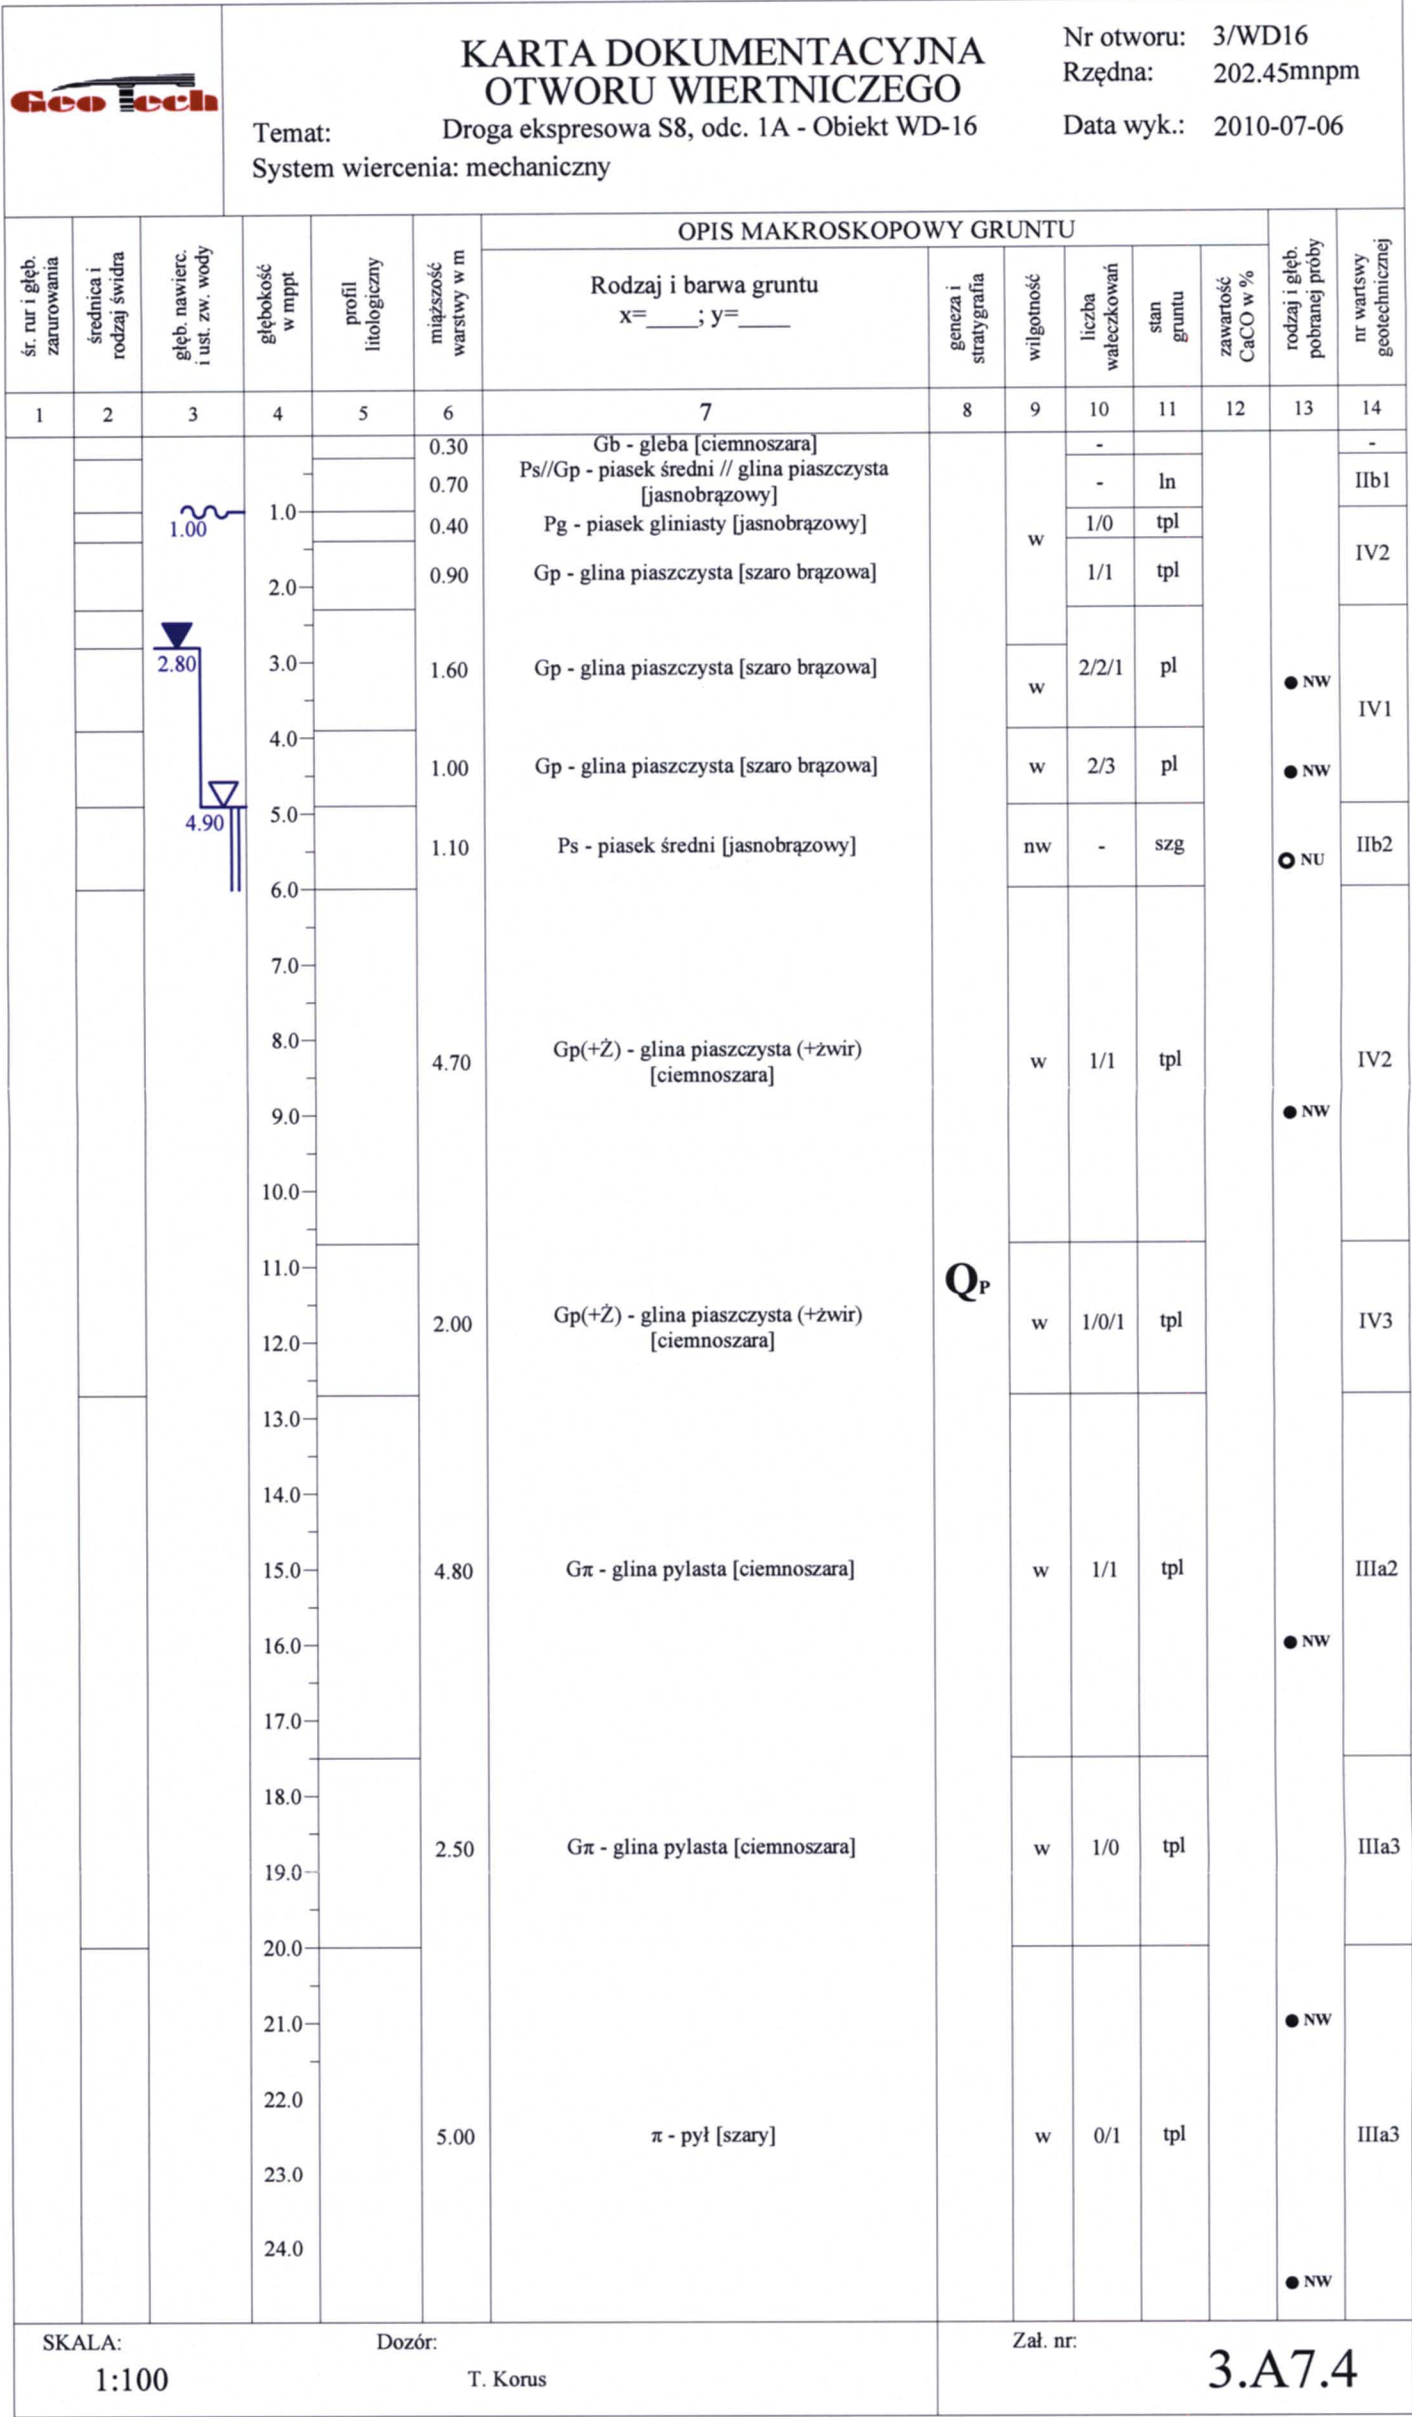 Geo Tech
KARTA DOKUMENTACYJNA
OTWORU WIERTNICZEGO
Temat: Droga ekspresowa S8, odc. 1A - Obiekt WD-16
System wiercenia: mechaniczny
Nr otworu: 3/WD16
Rzędna: 202.45mnpm
Data wyk.: 2010-07-06
śr. rur i głęb.
zarurowania
średnica i
rodzaj świdra
głęb. nawierc.
i ust. zw. wody
głębokość
w mppt
profil
litologiczny
miąższość
warstwy w m
OPIS MAKROSKOPOWY GRUNTU
Rodzaj i barwa gruntu
x=____; y=____
geneza i
stratygrafia
wilgotność
liczba
wałeczkowań
stan
gruntu
zawartość
CaCO w %
rodzaj i głęb.
pobranej próby
nr wartswy
geotechnicznej
1 2 3 4 5 6 7 8 9 10 11 12 13 14
0.30 Gb - gleba [ciemnoszara] - -
0.70 Ps//Gp - piasek średni // glina piaszczysta
[jasnobrązowy] - ln IIb1
1.00
1.0
0.40 Pg - piasek gliniasty [jasnobrązowy] 1/0 tpl
w
IV2
0.90 Gp - glina piaszczysta [szaro brązowa] 1/1 tpl
2.0
2.80
3.0
1.60 Gp - glina piaszczysta [szaro brązowa] w 2/2/1 pl
NW
IV1
4.0
1.00 Gp - glina piaszczysta [szaro brązowa] w 2/3 pl
NW
4.90
5.0
1.10 Ps - piasek średni [jasnobrązowy] nw - szg IIb2
NU
6.0
7.0
8.0
4.70 Gp(+Ż) - glina piaszczysta (+żwir)
[ciemnoszara] w 1/1 tpl IV2
9.0
NW
10.0
11.0
QP
2.00 Gp(+Ż) - glina piaszczysta (+żwir)
[ciemnoszara] w 1/0/1 tpl IV3
12.0
13.0
14.0
15.0
4.80 Gπ - glina pylasta [ciemnoszara] w 1/1 tpl IIIa2
16.0
NW
17.0
18.0
2.50 Gπ - glina pylasta [ciemnoszara] w 1/0 tpl IIIa3
19.0
20.0
21.0
NW
22.0
5.00 π - pył [szary] w 0/1 tpl IIIa3
23.0
24.0
NW
SKALA:
1:100
Dozór:
T. Korus
Zał. nr:
3.A7.4